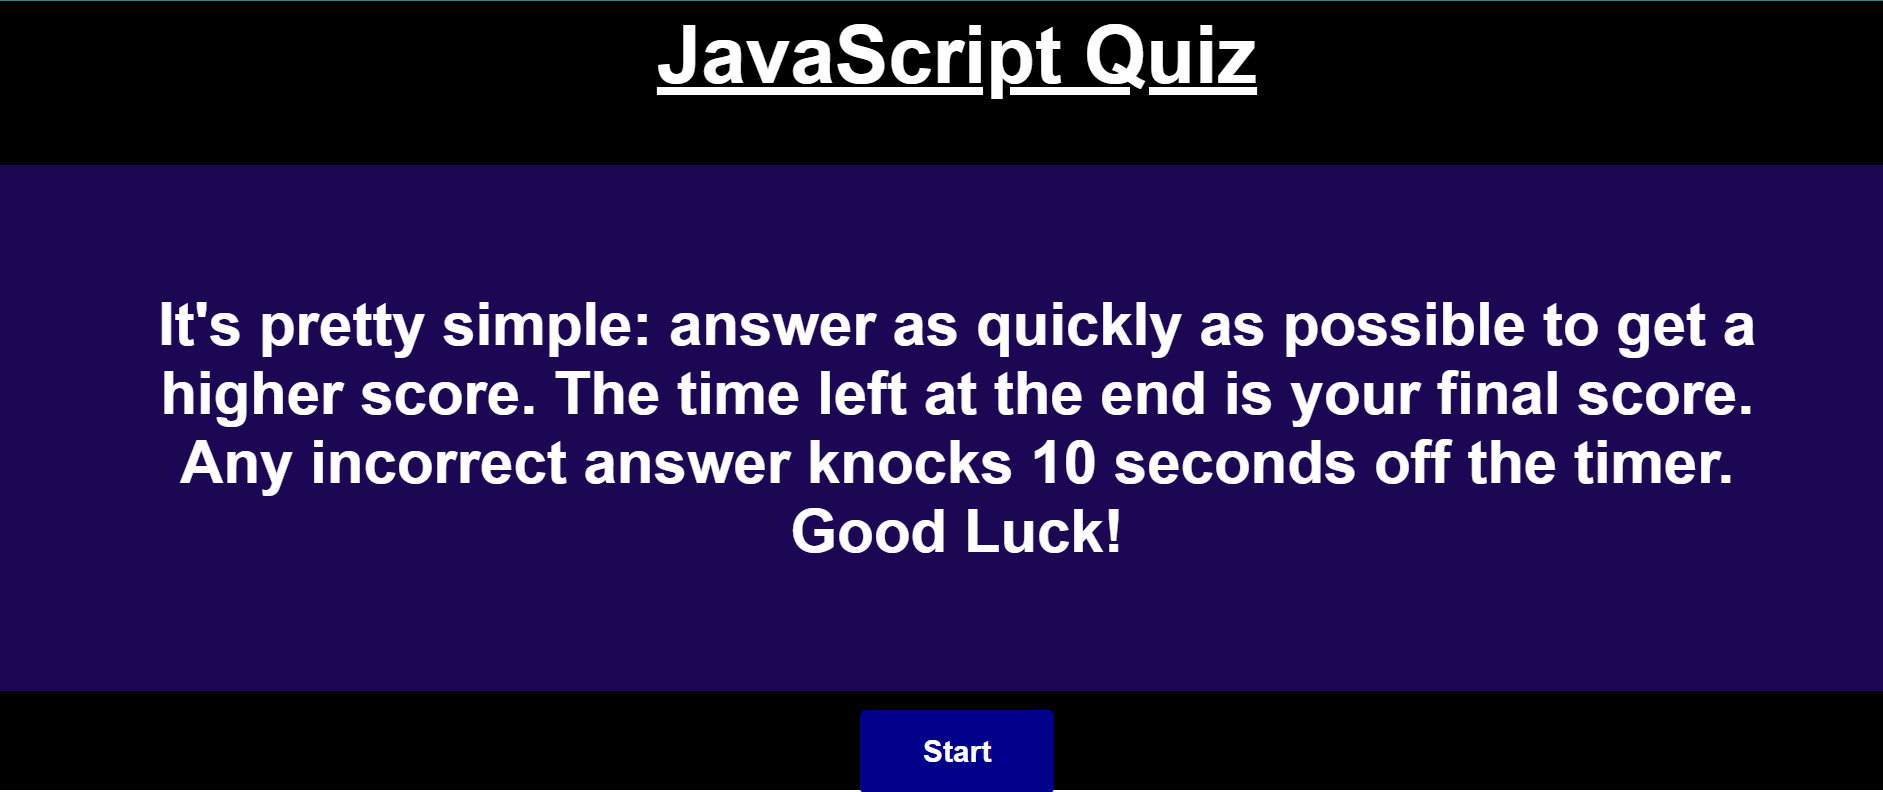 JavaScript Quiz
It's pretty simple: answer as quickly as possible to get a
higher score. The time left at the end is your final score.
Any incorrect answer knocks 10 seconds off the timer.
Good Luck!
Start